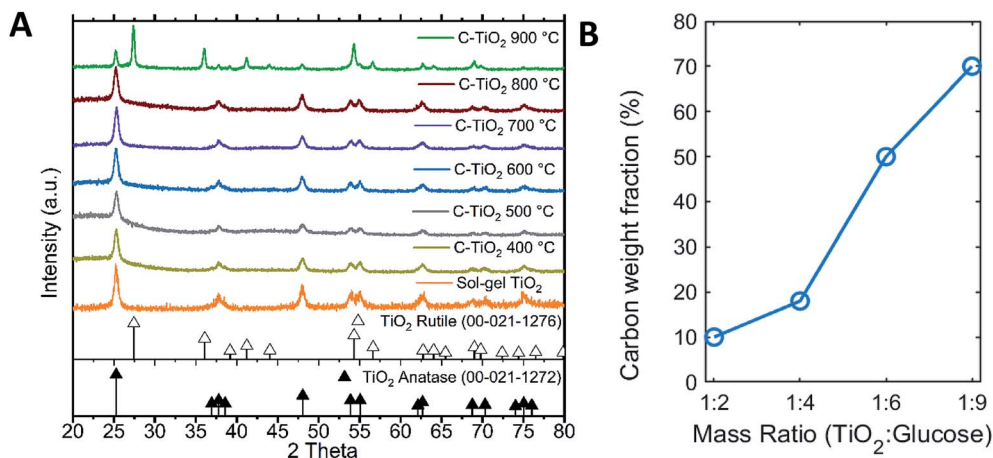 A
C-TiO₂ 900 °C
C-TiO₂ 800 °C
C-TiO₂ 700 °C
C-TiO₂ 600 °C
C-TiO₂ 500 °C
C-TiO₂ 400 °C
Sol-gel TiO₂
TiO₂ Rutile (00-021-1276)
TiO₂ Anatase (00-021-1272)
Intensity (a.u.)
20 25 30 35 40 45 50 55 60 65 70 75 80
2 Theta
B
80
70
60
50
40
30
20
10
0
Carbon weight fraction (%)
1:2 1:4 1:6 1:9
Mass Ratio (TiO₂:Glucose)